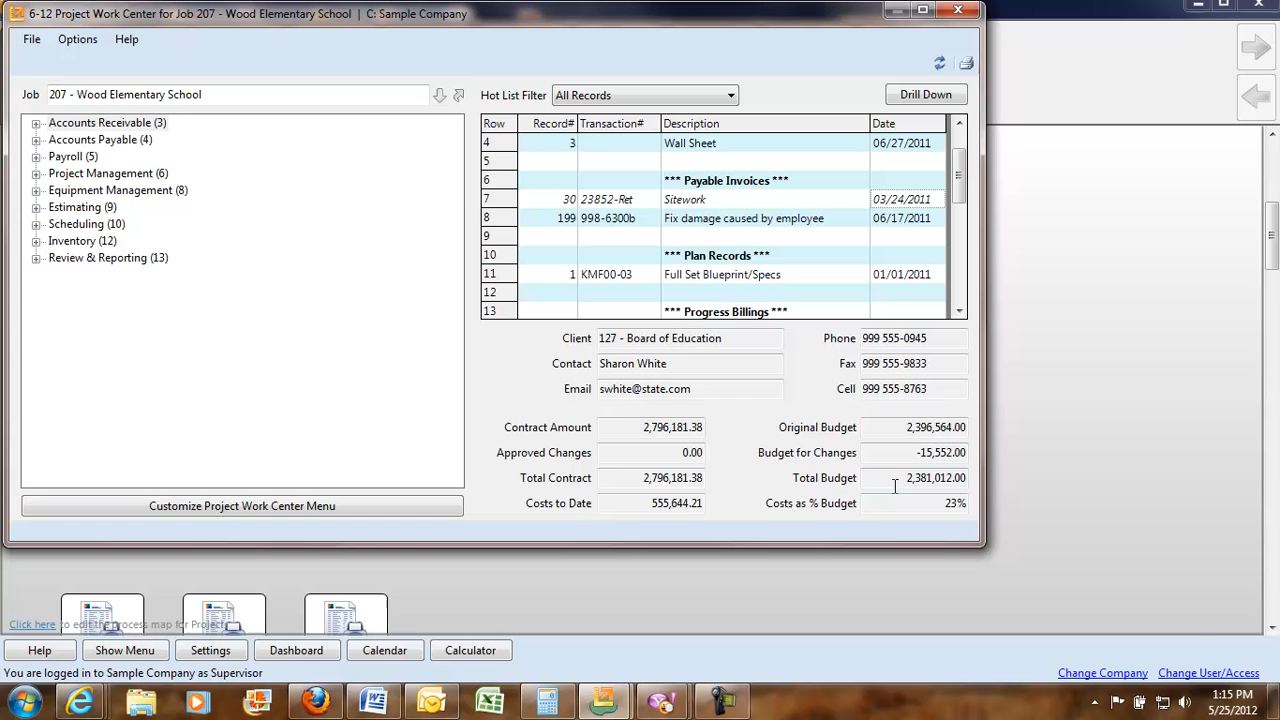 6-12 Project Work Center for Job 207 - Wood Elementary School | C: Sample Company
File Options Help
Job 207 - Wood Elementary School
Accounts Receivable (3)
Accounts Payable (4)
Payroll (5)
Project Management (6)
Equipment Management (8)
Estimating (9)
Scheduling (10)
Inventory (12)
Review & Reporting (13)
Customize Project Work Center Menu
Hot List Filter All Records Drill Down
Row Record# Transaction# Description Date
4 3 Wall Sheet 06/27/2011
5
6 *** Payable Invoices ***
7 30 23852-Ret Sitework 03/24/2011
8 199 998-6300b Fix damage caused by employee 06/17/2011
9
10 *** Plan Records ***
11 1 KMF00-03 Full Set Blueprint/Specs 01/01/2011
12
13 *** Progress Billings ***
Client 127 - Board of Education Phone 999 555-0945
Contact Sharon White Fax 999 555-9833
Email swhite@state.com Cell 999 555-8763
Contract Amount 2,796,181.38 Original Budget 2,396,564.00
Approved Changes 0.00 Budget for Changes -15,552.00
Total Contract 2,796,181.38 Total Budget 2,381,012.00
Costs to Date 555,644.21 Costs as % Budget 23%
Click here to edit the process map for Project
Help Show Menu Settings Dashboard Calendar Calculator
You are logged in to Sample Company as Supervisor Change Company Change User/Access
1:15 PM
5/25/2012